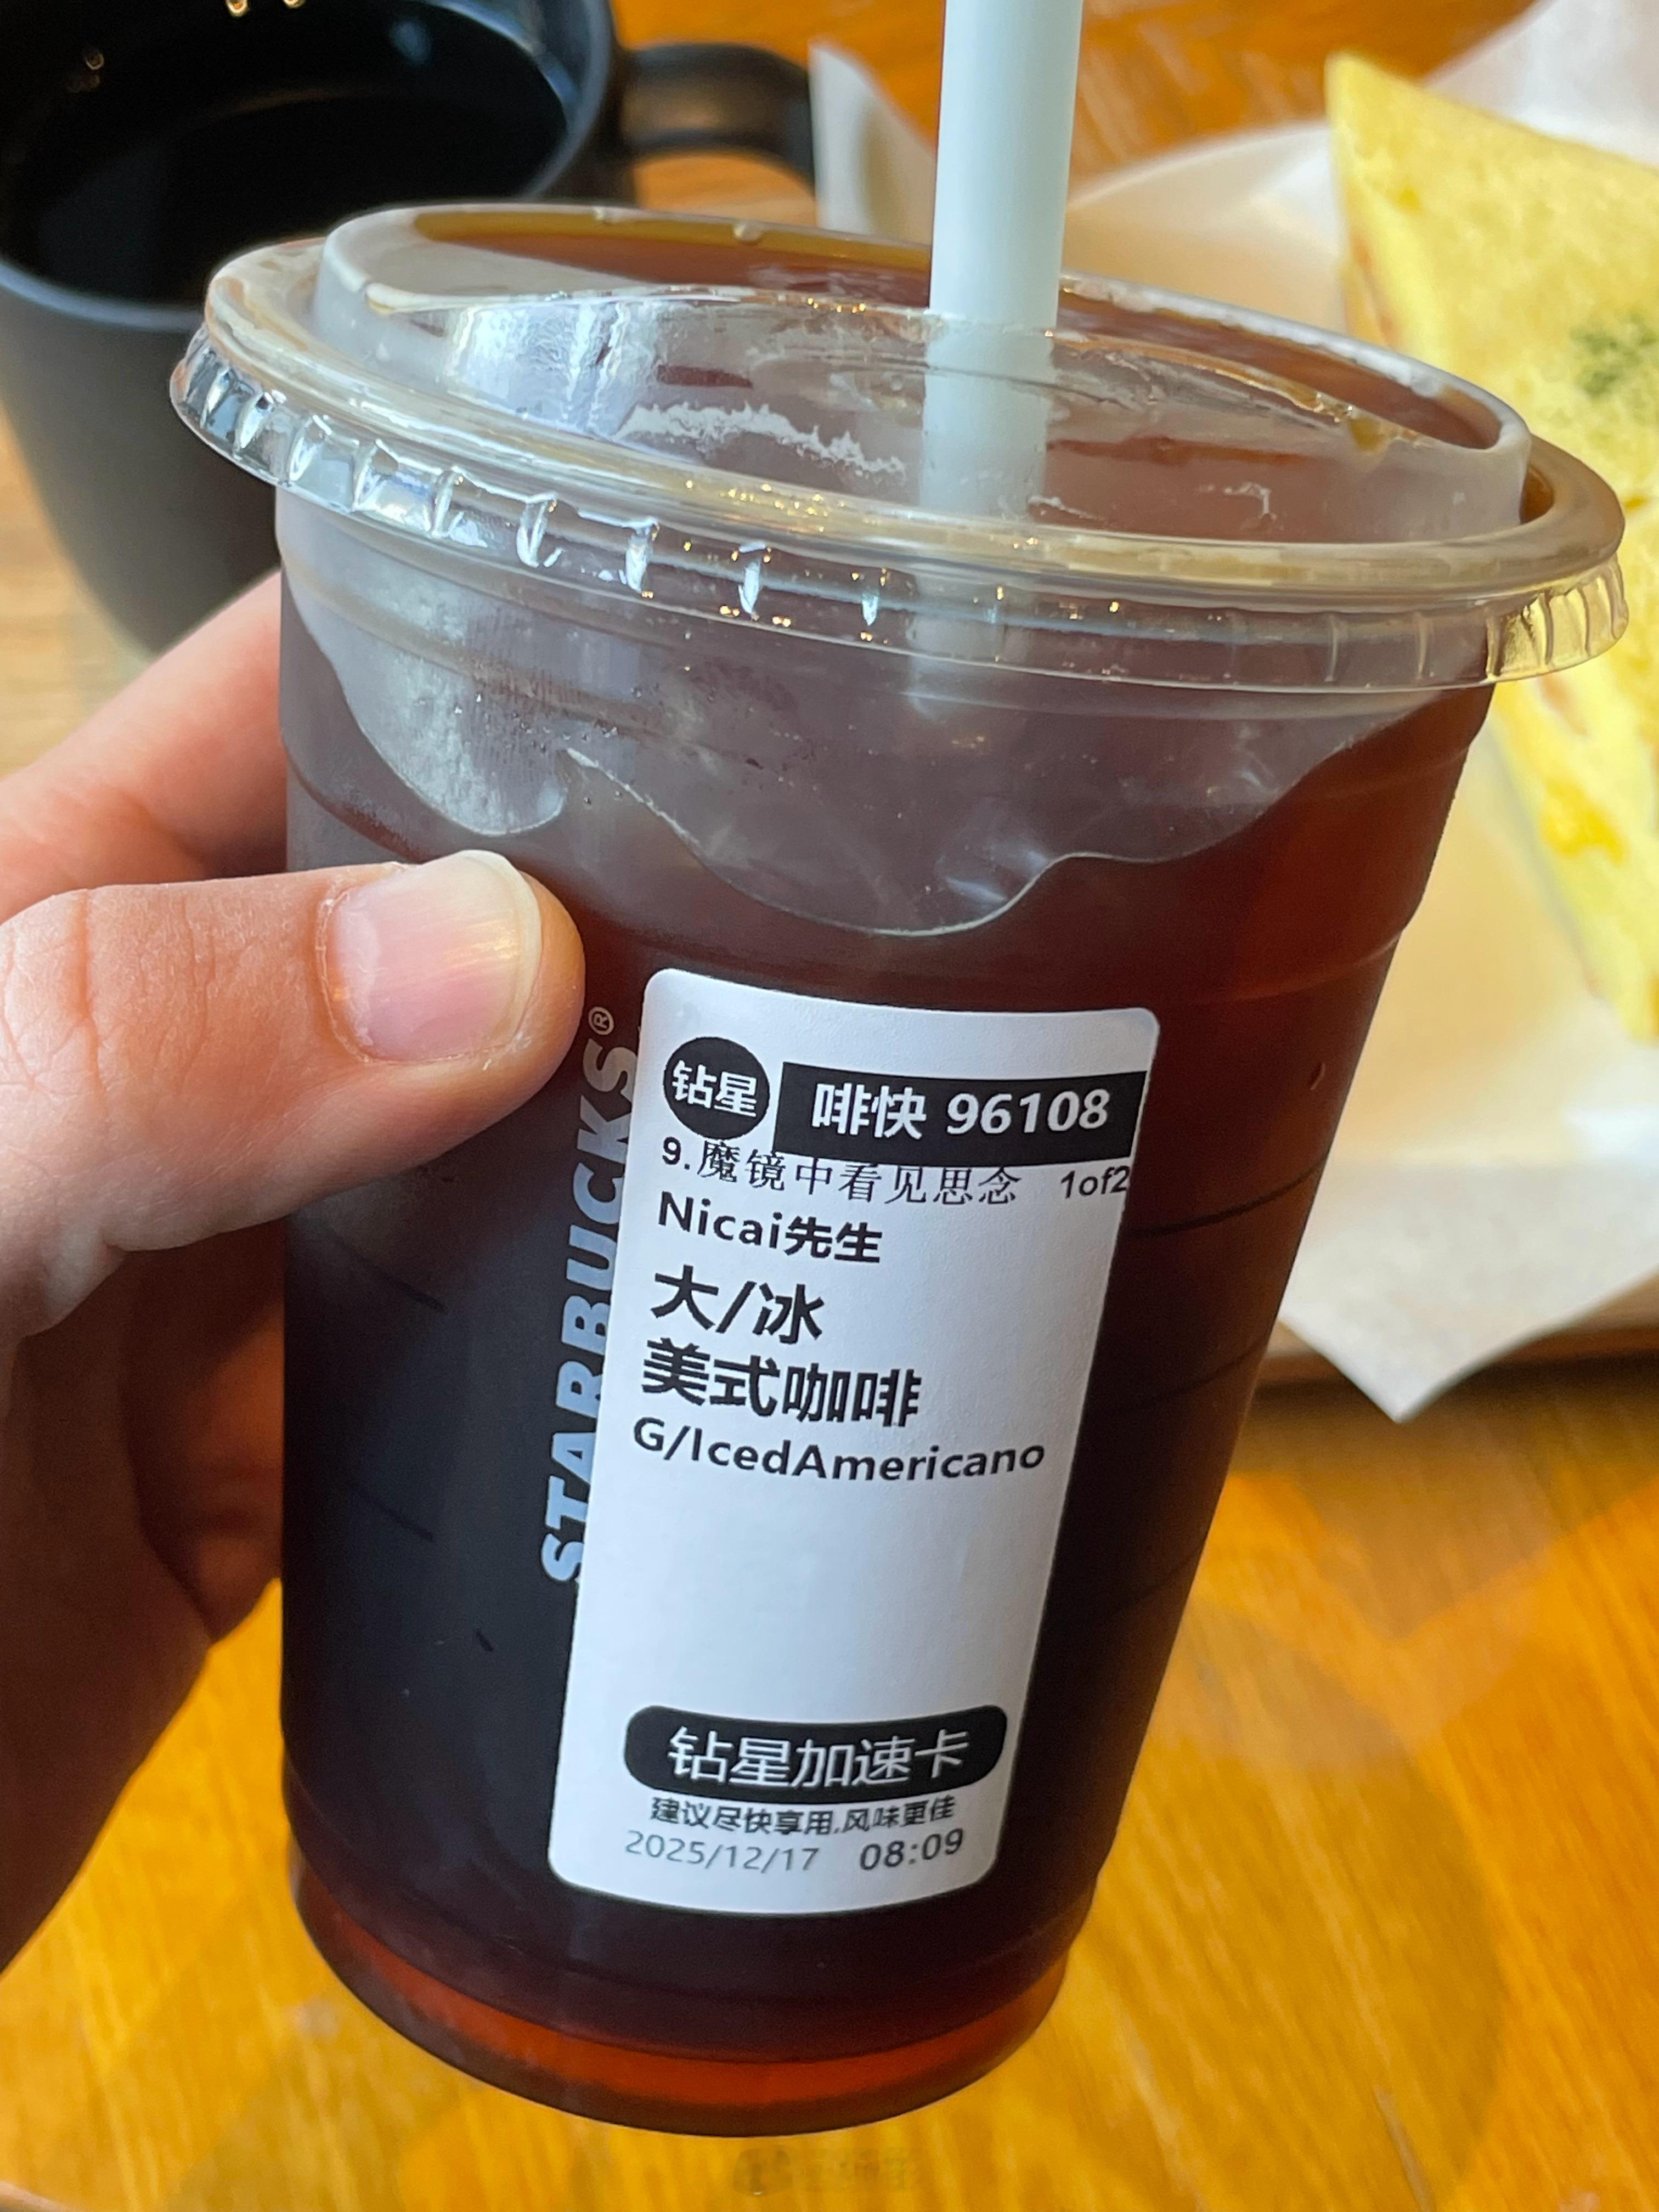 STARBUCKS®
钻星 啡快 96108
9.魔镜中看见思念 1of2
Nicai先生
大/冰
美式咖啡
G/IcedAmericano
钻星加速卡
建议尽快享用,风味更佳
2025/12/17 08:09